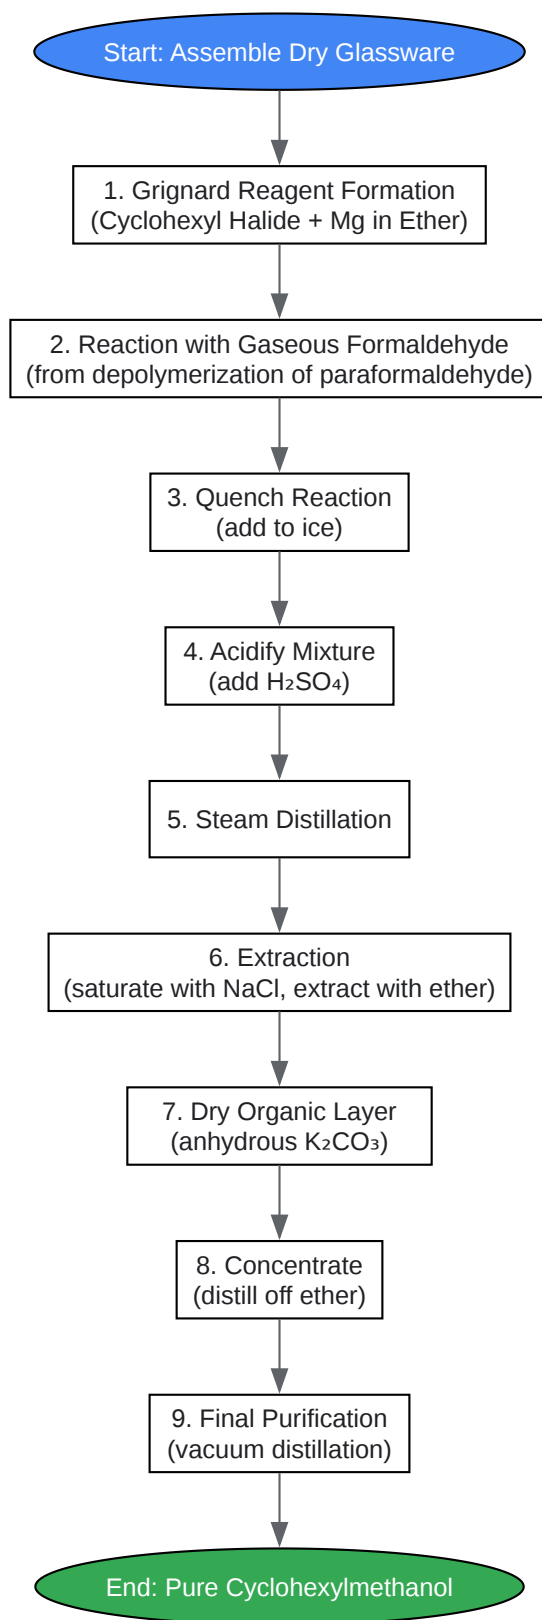 Start: Assemble Dry Glassware
1. Grignard Reagent Formation
(Cyclohexyl Halide + Mg in Ether)
2. Reaction with Gaseous Formaldehyde
(from depolymerization of paraformaldehyde)
3. Quench Reaction
(add to ice)
4. Acidify Mixture
(add H₂SO₄)
5. Steam Distillation
6. Extraction
(saturate with NaCl, extract with ether)
7. Dry Organic Layer
(anhydrous K₂CO₃)
8. Concentrate
(distill off ether)
9. Final Purification
(vacuum distillation)
End: Pure Cyclohexylmethanol